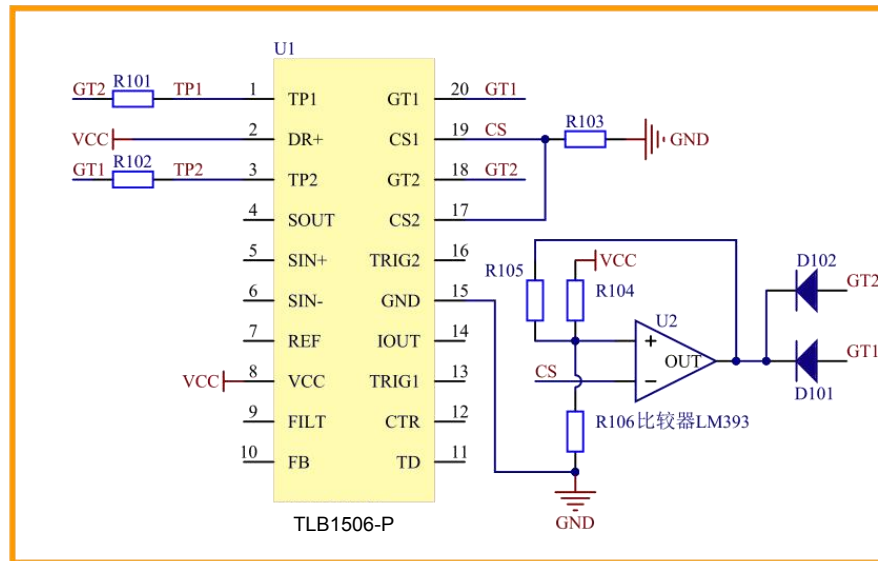 U1
GT2 R101 TP1 1 TP1 GT1 20 GT1
VCC 2 DR+ CS1 19 CS R103 GND
GT1 R102 TP2 3 TP2 GT2 18 GT2
4 SOUT CS2 17
5 SIN+ TRIG2 16
6 SIN- GND 15
7 REF IOUT 14
VCC 8 VCC TRIG1 13
9 FILT CTR 12
10 FB TD 11
TLB1506-P
R105
VCC
R104
U2
+
OUT
CS
−
R106比较器LM393
GND
D102
GT2
GT1
D101